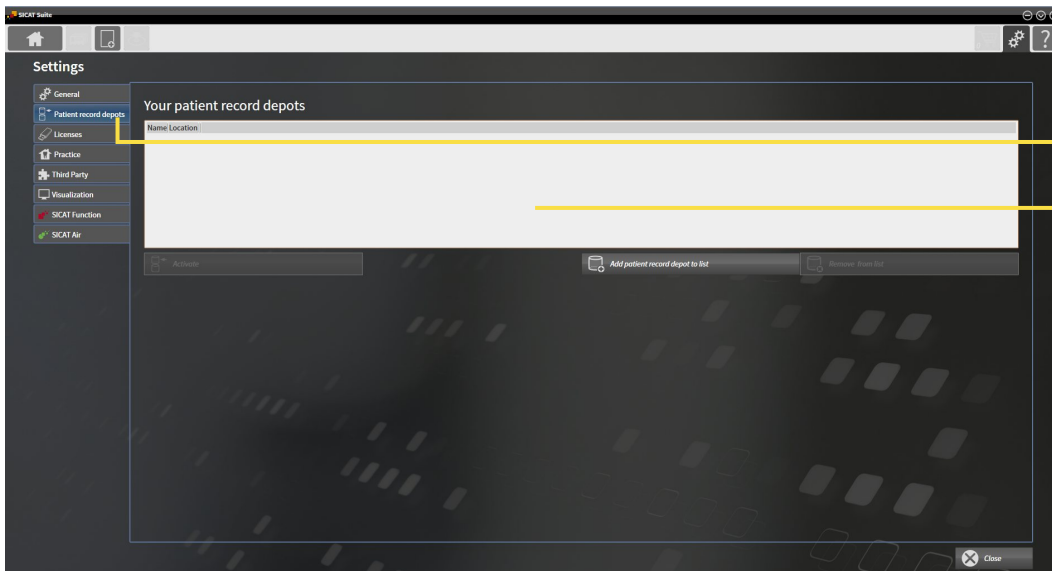 SICAT Suite
?
Settings
General
Patient record depots
Licenses
Practice
Third Party
Visualization
SICAT Function
SICAT Air
Your patient record depots
Name Location
Activate
Add patient record depot to list
Remove from list
Close